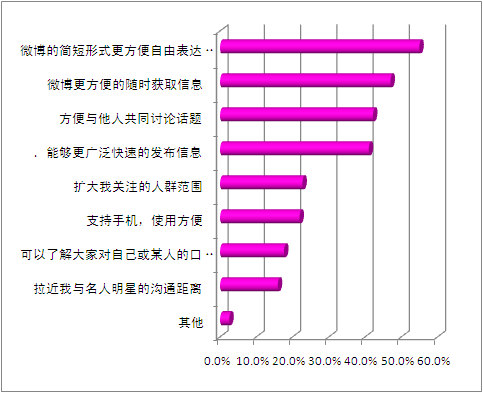 微博的简短形式更方便自由表达 ··
微博更方便的随时获取信息
方便与他人共同讨论话题
．能够更广泛快速的发布信息
扩大我关注的人群范围
支持手机，使用方便
可以了解大家对自己或某人的口 ··
拉近我与名人明星的沟通距离
其他
0.0% 10.0% 20.0% 30.0% 40.0% 50.0% 60.0%